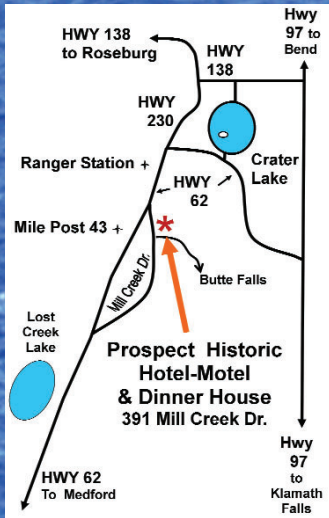 Hwy
97 to
Bend
HWY 138
to Roseburg
HWY
138
HWY
230
Crater
Lake
Ranger Station
HWY
62
Mile Post 43
Mill Creek Dr.
Butte Falls
Lost
Creek
Lake
Prospect Historic
Hotel-Motel
& Dinner House
391 Mill Creek Dr.
HWY 62
To Medford
Hwy
97
to
Klamath
Falls